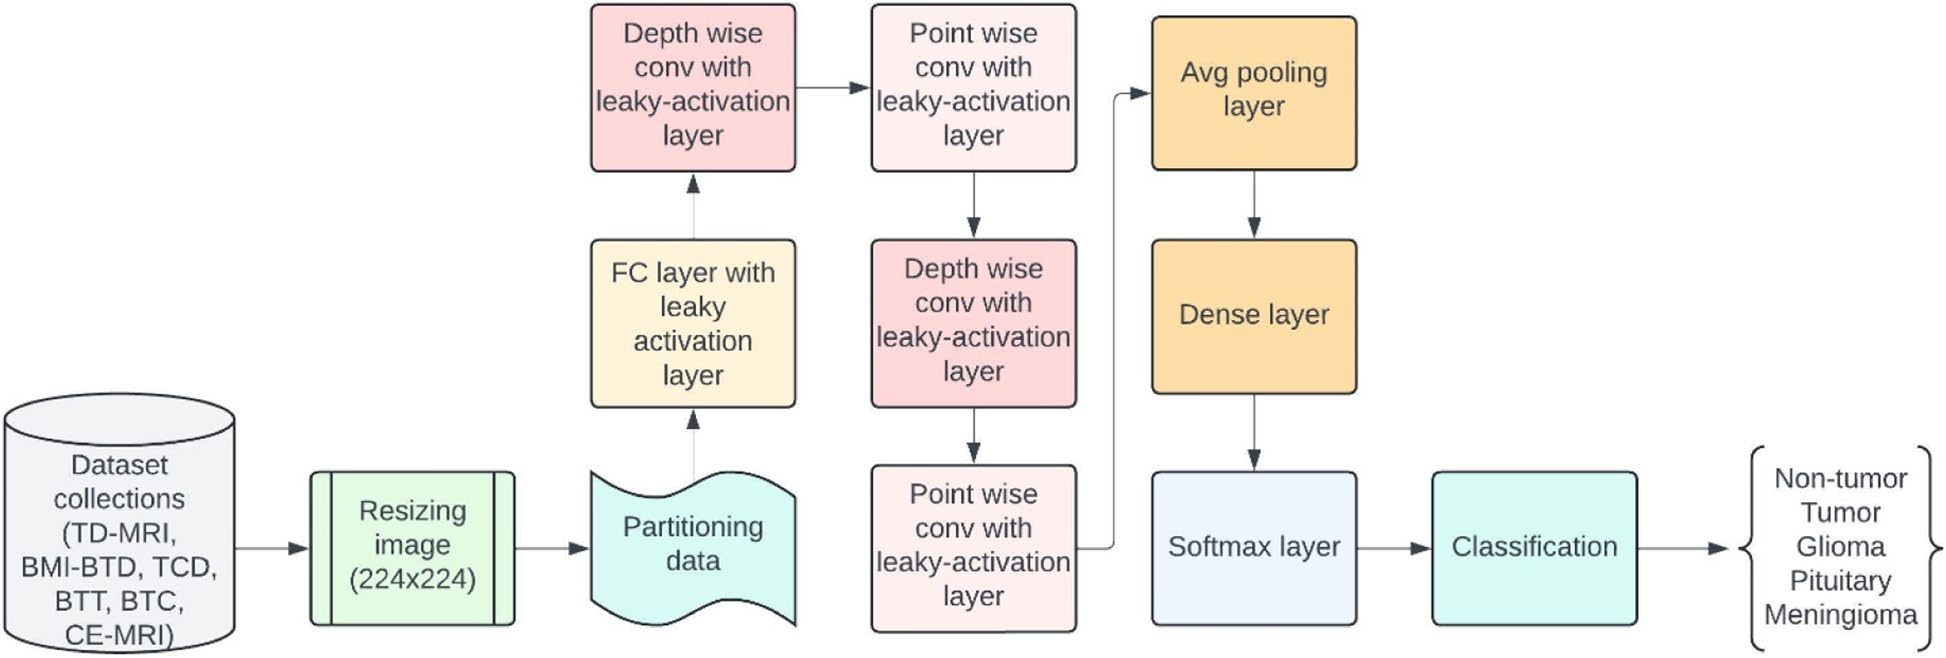 Dataset
collections
(TD-MRI,
BMI-BTD, TCD,
BTT, BTC,
CE-MRI)
Resizing
image
(224x224)
Partitioning
data
FC layer with
leaky
activation
layer
Depth wise
conv with
leaky-activation
layer
Point wise
conv with
leaky-activation
layer
Depth wise
conv with
leaky-activation
layer
Point wise
conv with
leaky-activation
layer
Avg pooling
layer
Dense layer
Softmax layer
Classification
Non-tumor
Tumor
Glioma
Pituitary
Meningioma